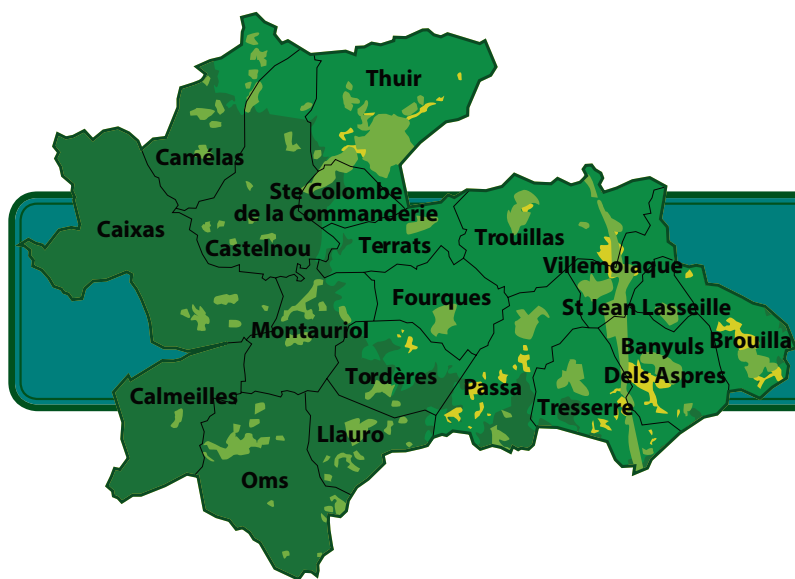 Thuir
Camélas
Ste Colombe
de la Commanderie
Caixas
Castelnou
Terrats
Trouillas
Villemolaque
Fourques
St Jean Lasseille
Montauriol
Banyuls
Dels Aspres
Brouilla
Tordères
Passa
Calmeilles
Tresserre
Llauro
Oms